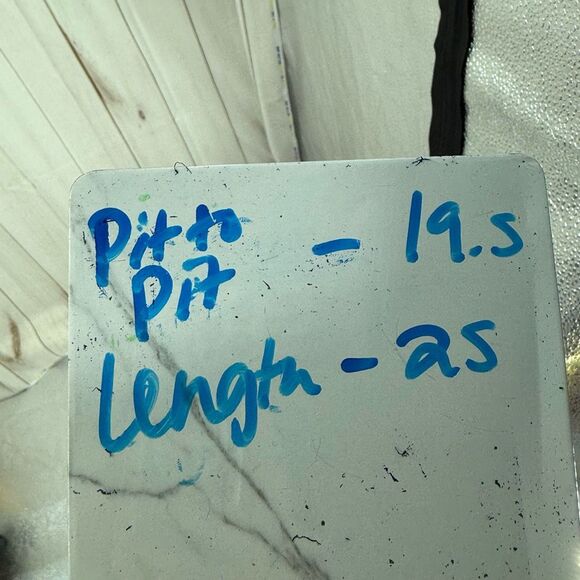 Pit to - 19.5
Pit
Length - 25